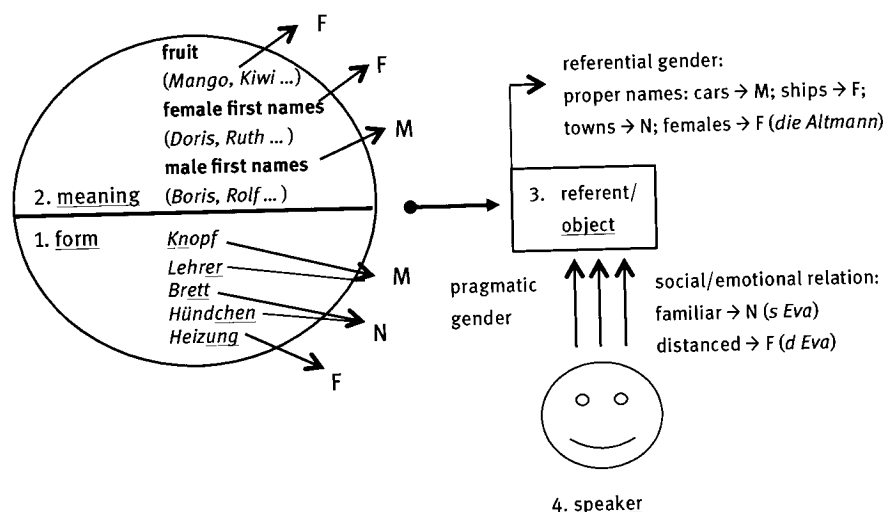 fruit
F
(Mango, Kiwi ...)
F
female first names
(Doris, Ruth ...)
M
male first names
2. meaning
(Boris, Rolf ...)
1. form
Knopf
Lehrer
M
Brett
Hündchen
N
Heizung
F
referential gender:
proper names: cars → M; ships → F;
towns → N; females → F (die Altmann)
3. referent/
object
pragmatic
gender
social/emotional relation:
familiar → N (s Eva)
distanced → F (d Eva)
4. speaker